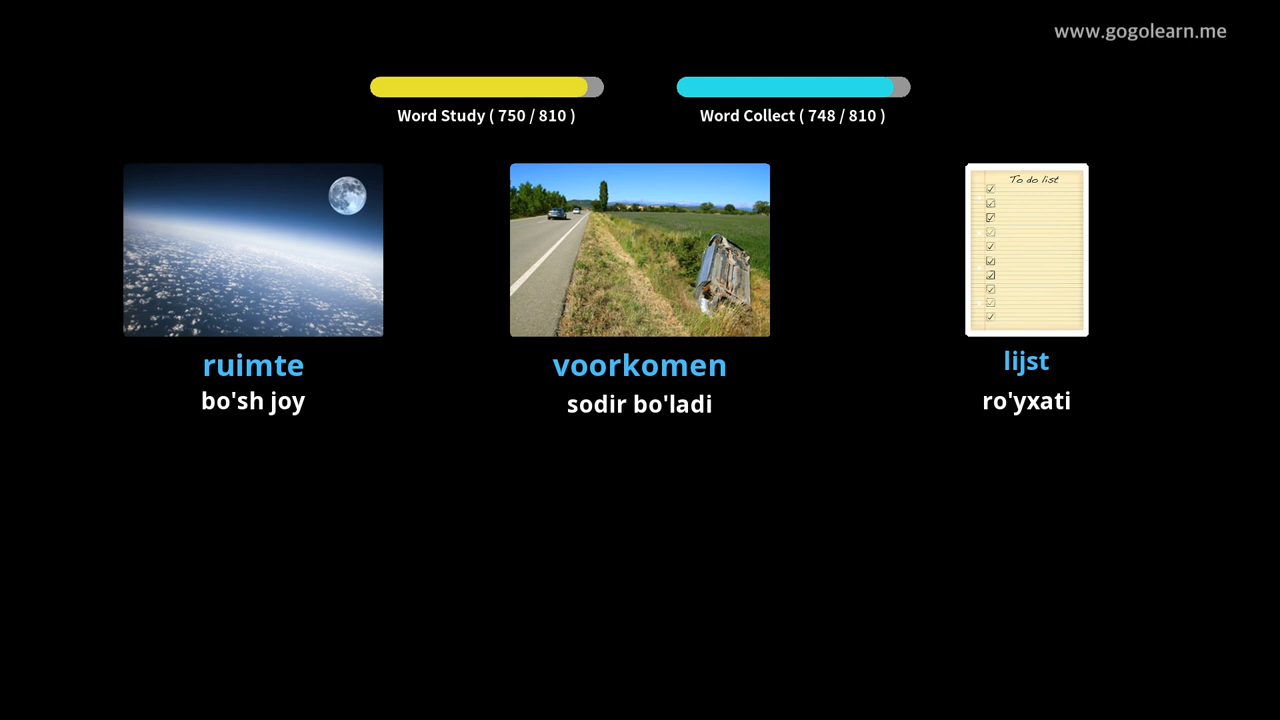 www.gogolearn.me
Word Study ( 750 / 810 )
Word Collect ( 748 / 810 )
To do list
ruimte
voorkomen
lijst
bo'sh joy
sodir bo'ladi
ro'yxati